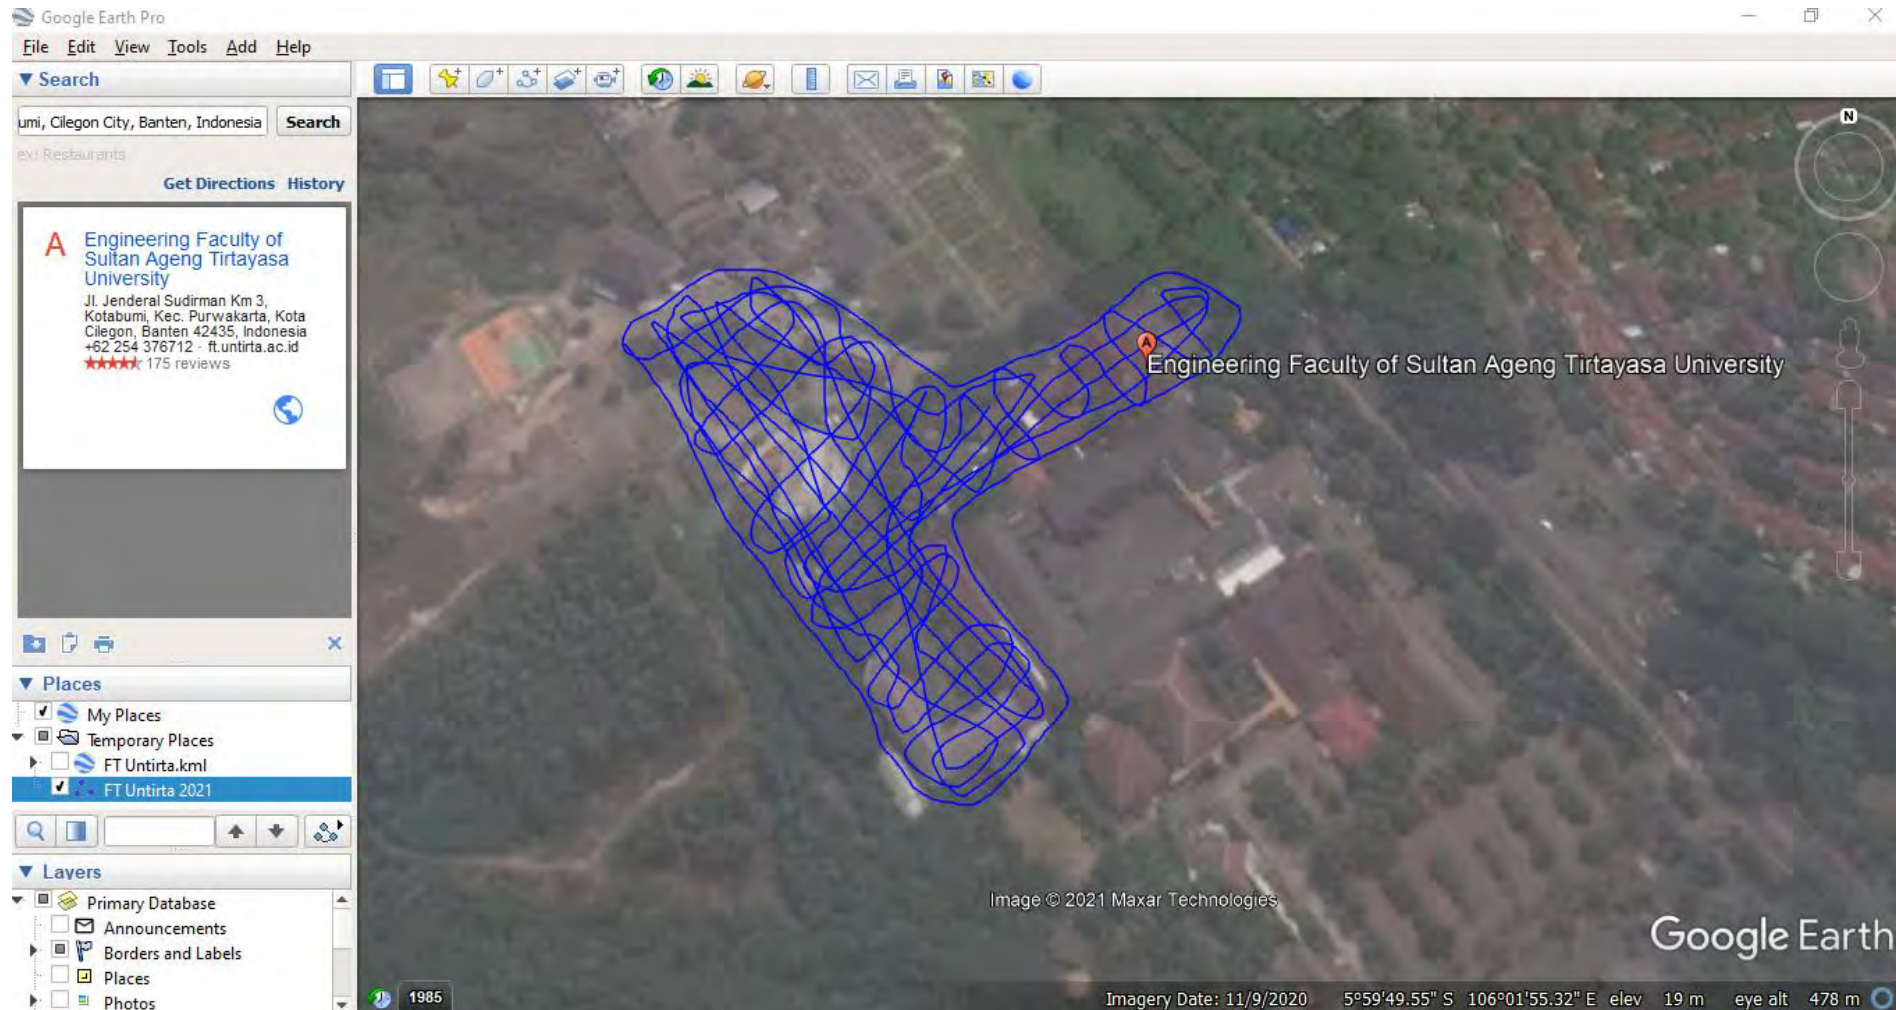 Google Earth Pro
File Edit View Tools Add Help
Search
umi, Cilegon City, Banten, Indonesia Search
ex: Restaurants
Get Directions History
A Engineering Faculty of
Sultan Ageng Tirtayasa
University
Jl. Jenderal Sudirman Km 3,
Kotabumi, Kec. Purwakarta, Kota
Cilegon, Banten 42435, Indonesia
+62 254 376712 · ft.untirta.ac.id
175 reviews
Places
My Places
Temporary Places
FT Untirta.kml
FT Untirta 2021
Layers
Primary Database
Announcements
Borders and Labels
Places
Photos
N
A
Engineering Faculty of Sultan Ageng Tirtayasa University
Image © 2021 Maxar Technologies
Google Earth
1985
Imagery Date: 11/9/2020 5°59'49.55" S 106°01'55.32" E elev 19 m eye alt 478 m